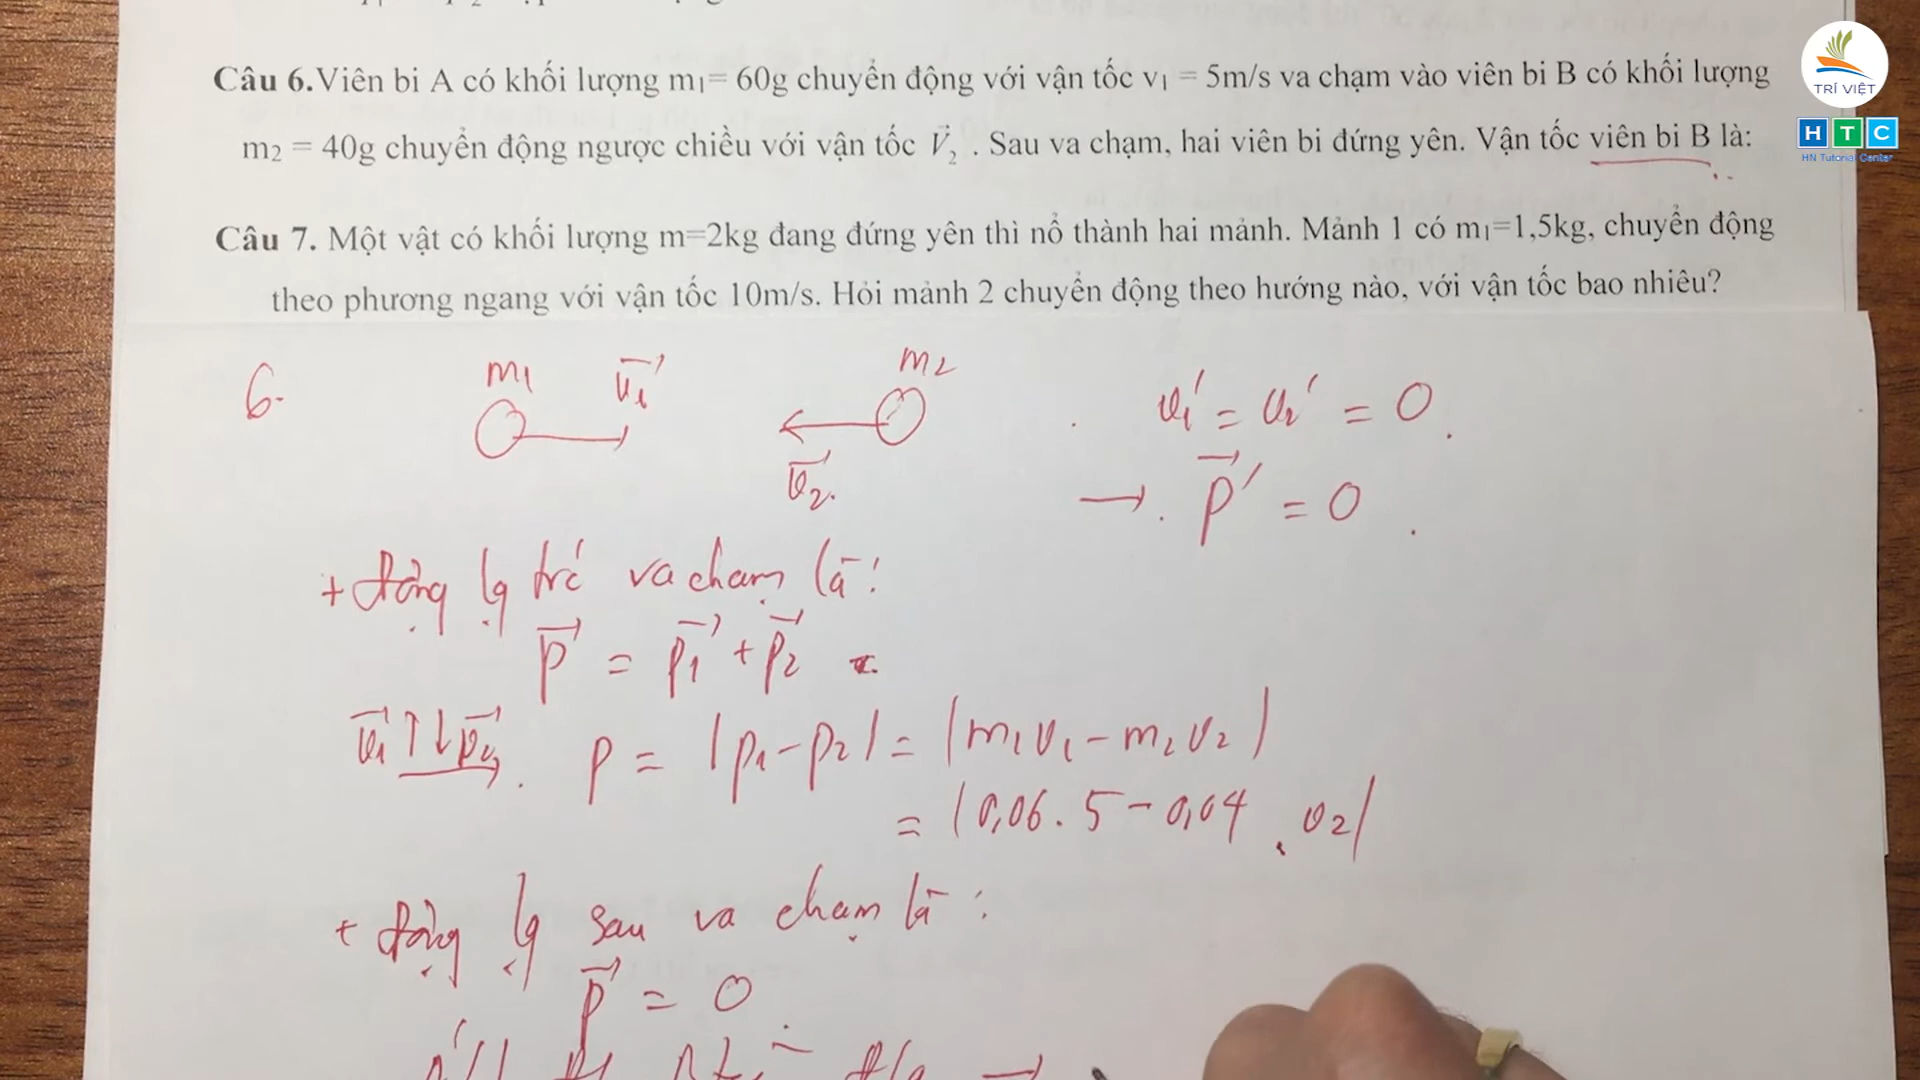 Câu 6.Viên bi A có khối lượng m1= 60g chuyển động với vận tốc v1 = 5m/s va chạm vào viên bi B có khối lượng
m2 = 40g chuyển động ngược chiều với vận tốc V⃗2 . Sau va chạm, hai viên bi đứng yên. Vận tốc viên bi B là:
Câu 7. Một vật có khối lượng m=2kg đang đứng yên thì nổ thành hai mảnh. Mảnh 1 có m1=1,5kg, chuyển động
theo phương ngang với vận tốc 10m/s. Hỏi mảnh 2 chuyển động theo hướng nào, với vận tốc bao nhiêu?
TRÍ VIỆT
HTC
HN Tutorial Center
6.
m1 v⃗1 m2
v⃗2.
v1' = v2' = 0.
→. p⃗' = 0.
+ động lg trc va chạm là:
p⃗ = p⃗1 + p⃗2
v⃗1 ↑↓ v⃗2. p = |p1 - p2| = |m1v1 - m2v2|
= |0,06. 5 - 0,04 . v2|
+ động lg sau va chạm là:
p⃗' = 0